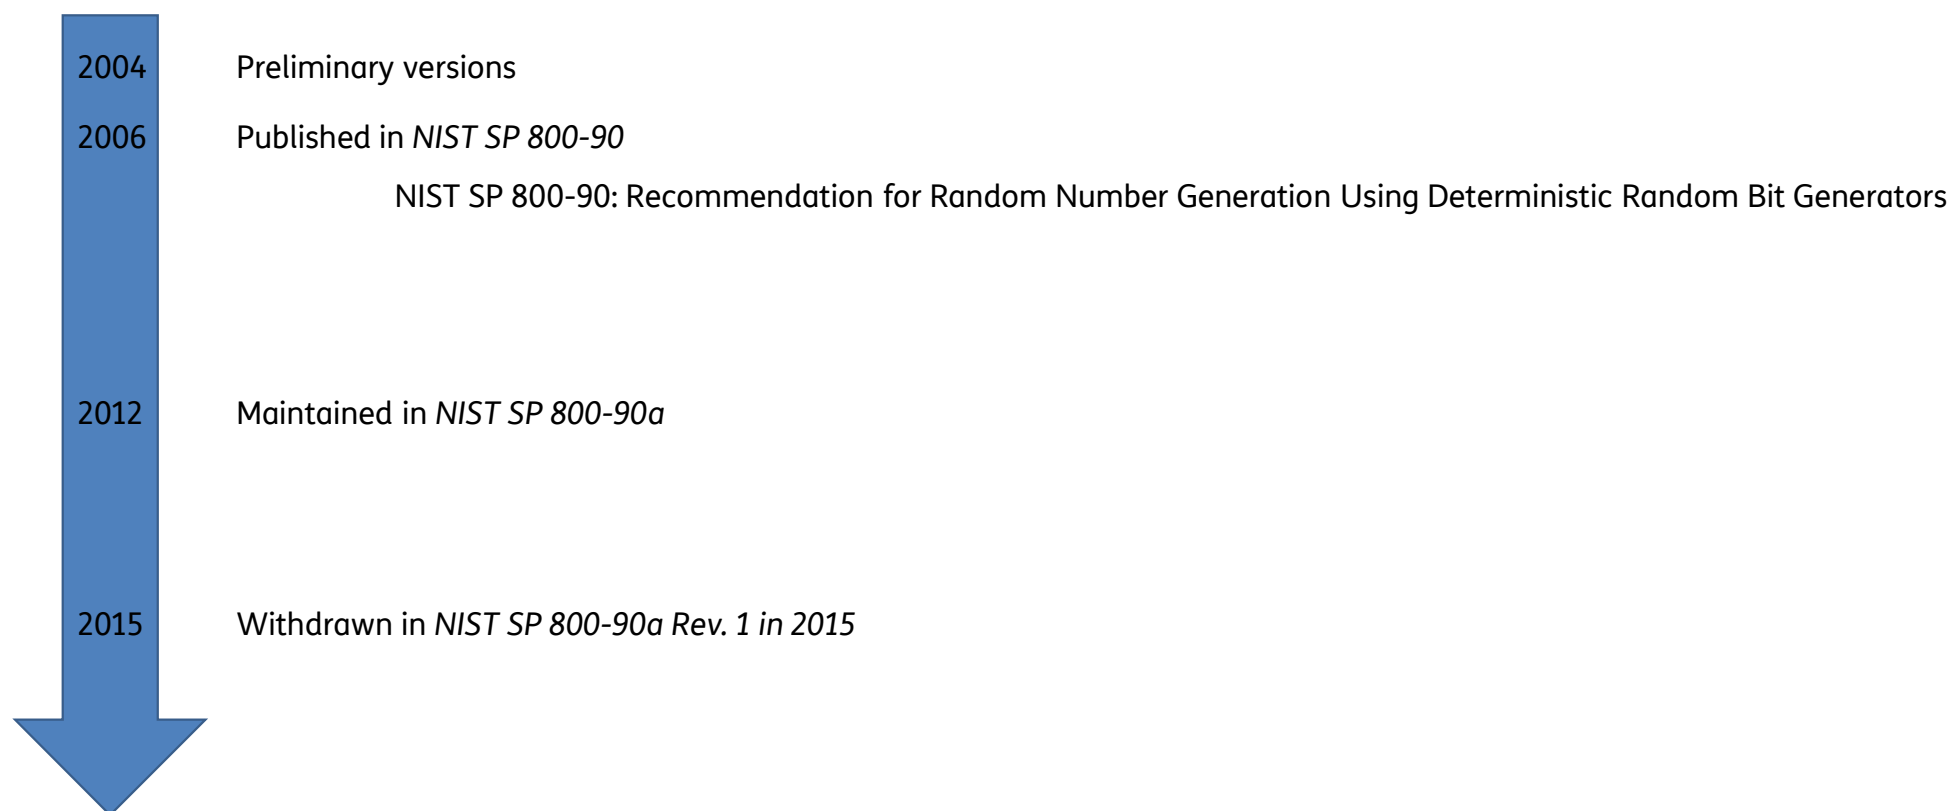 2004 Preliminary versions
2006 Published in NIST SP 800-90
NIST SP 800-90: Recommendation for Random Number Generation Using Deterministic Random Bit Generators
2012 Maintained in NIST SP 800-90a
2015 Withdrawn in NIST SP 800-90a Rev. 1 in 2015